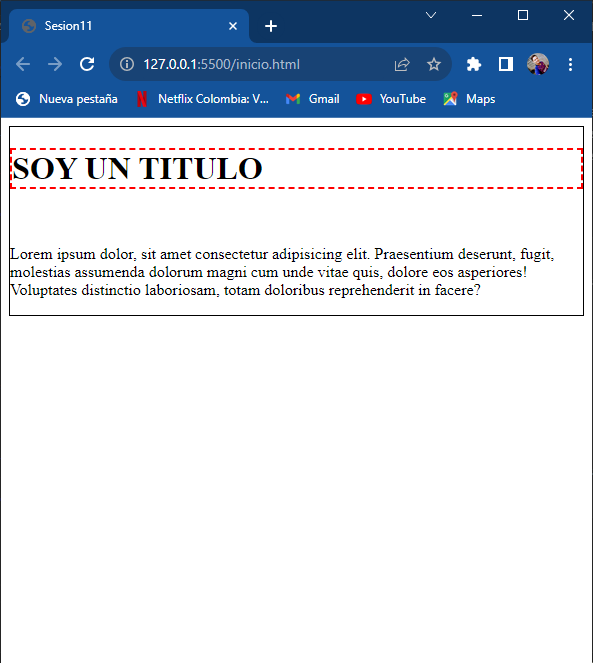 Sesion11
127.0.0.1:5500/inicio.html
Nueva pestaña
Netflix Colombia: V...
Gmail
YouTube
Maps
SOY UN TITULO
Lorem ipsum dolor, sit amet consectetur adipisicing elit. Praesentium deserunt, fugit,
molestias assumenda dolorum magni cum unde vitae quis, dolore eos asperiores!
Voluptates distinctio laboriosam, totam doloribus reprehenderit in facere?